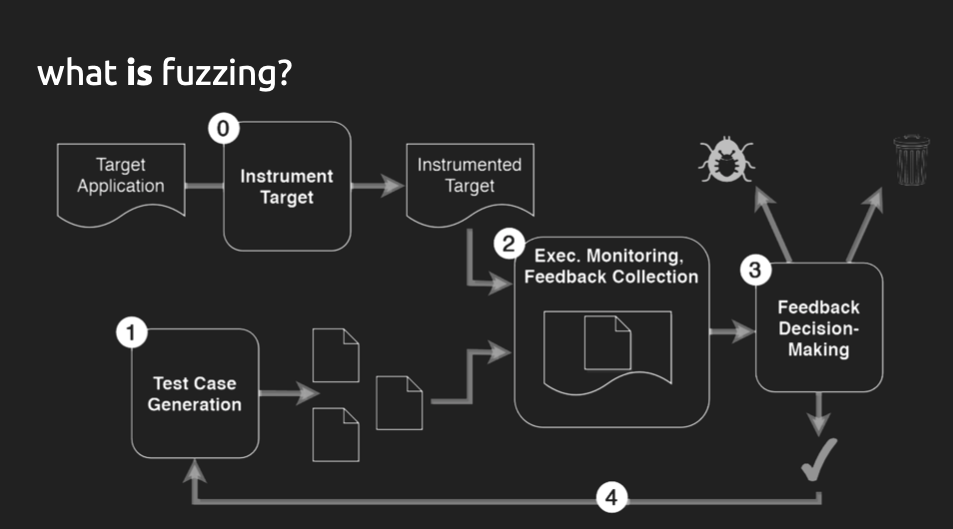 what is fuzzing?
0
Target
Application
Instrument
Target
Instrumented
Target
2
Exec. Monitoring,
Feedback Collection
3
Feedback
Decision-
Making
1
Test Case
Generation
4